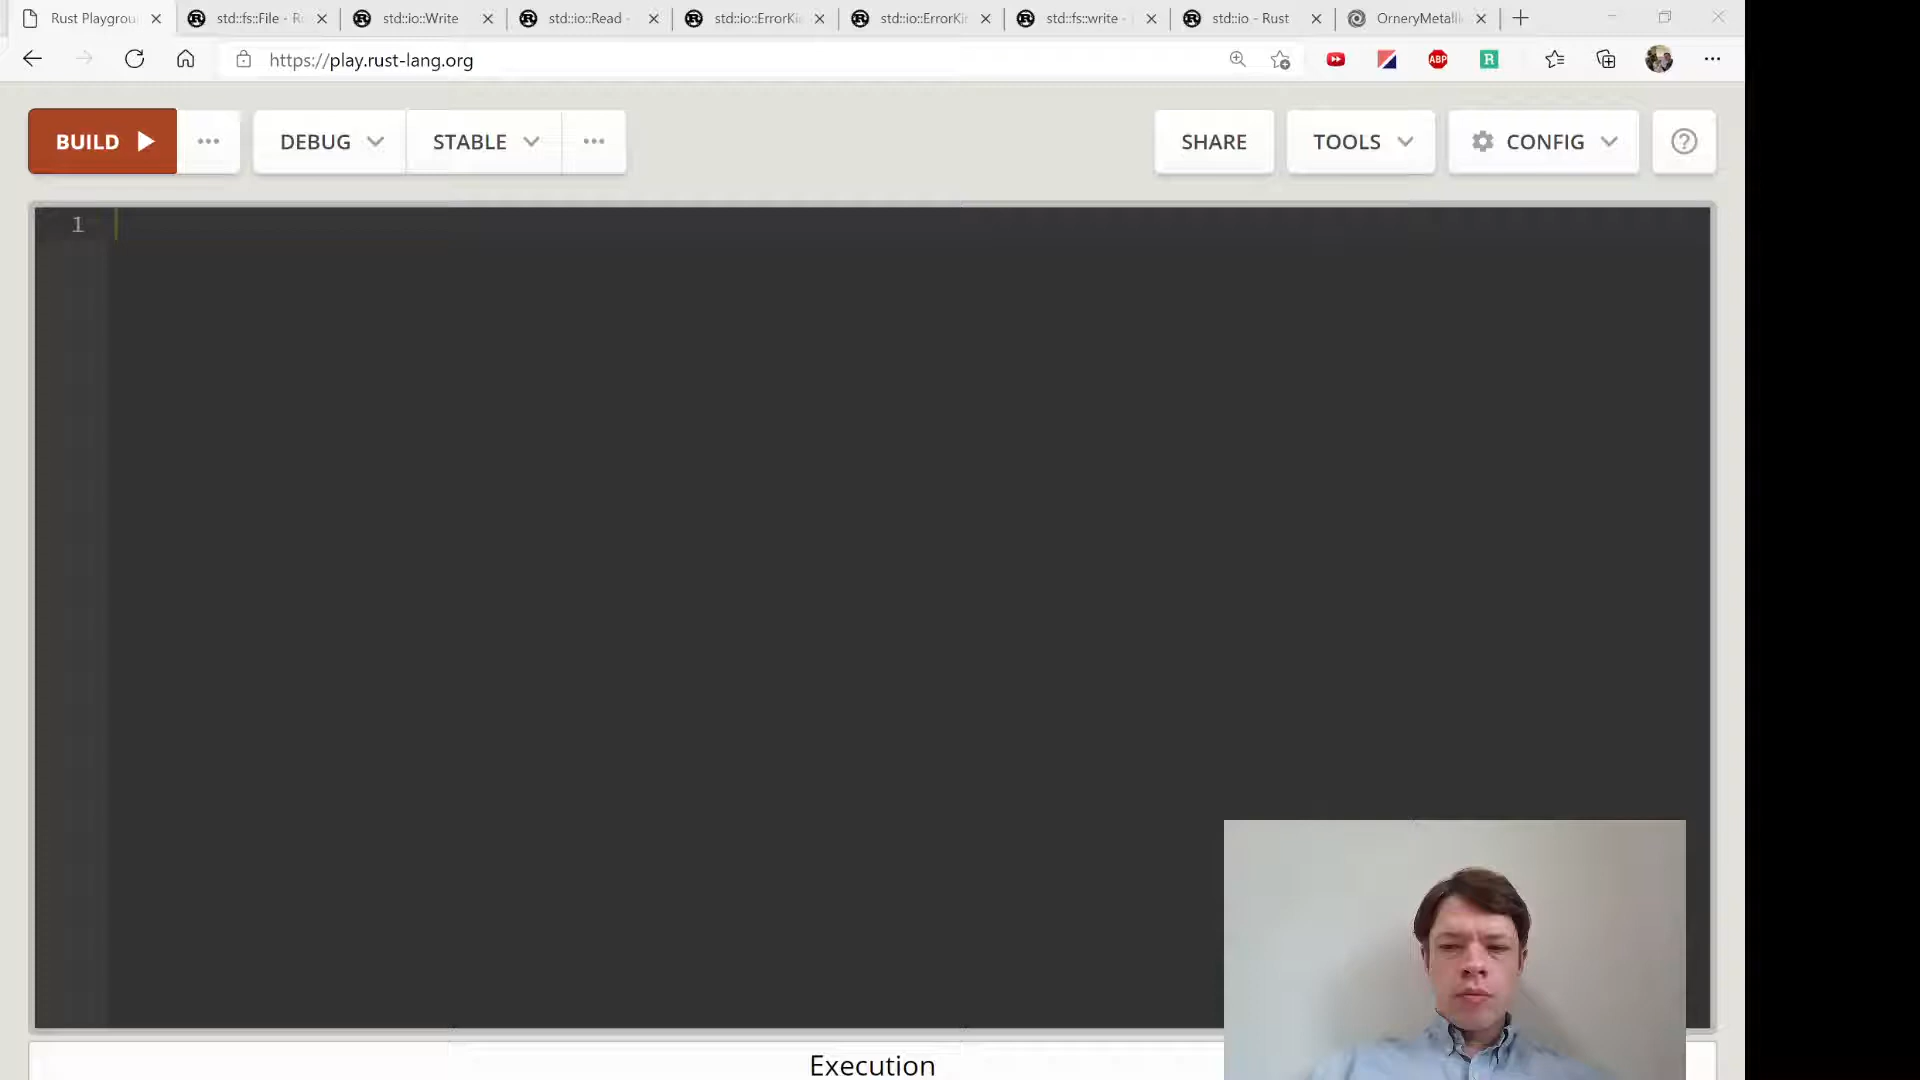 Rust Playgrou
std::fs::File - R
std::io::Write
std::io::Read -
std::io::ErrorKi
std::io::ErrorKi
std::fs::write -
std::io - Rust
OrneryMetalli
https://play.rust-lang.org
ABP
R
BUILD
DEBUG
STABLE
SHARE
TOOLS
CONFIG
1
Execution